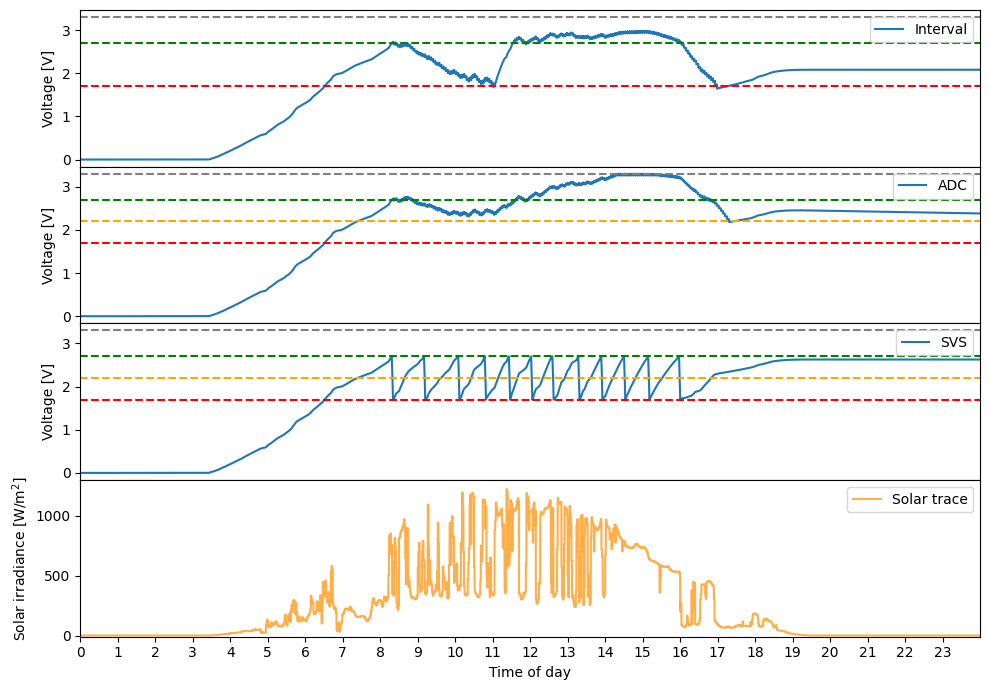 Voltage [V]
3
2
1
0
Interval
Voltage [V]
3
2
1
0
ADC
Voltage [V]
3
2
1
0
SVS
Solar irradiance [W/m²]
1000
500
0
Solar trace
0 1 2 3 4 5 6 7 8 9 10 11 12 13 14 15 16 17 18 19 20 21 22 23
Time of day